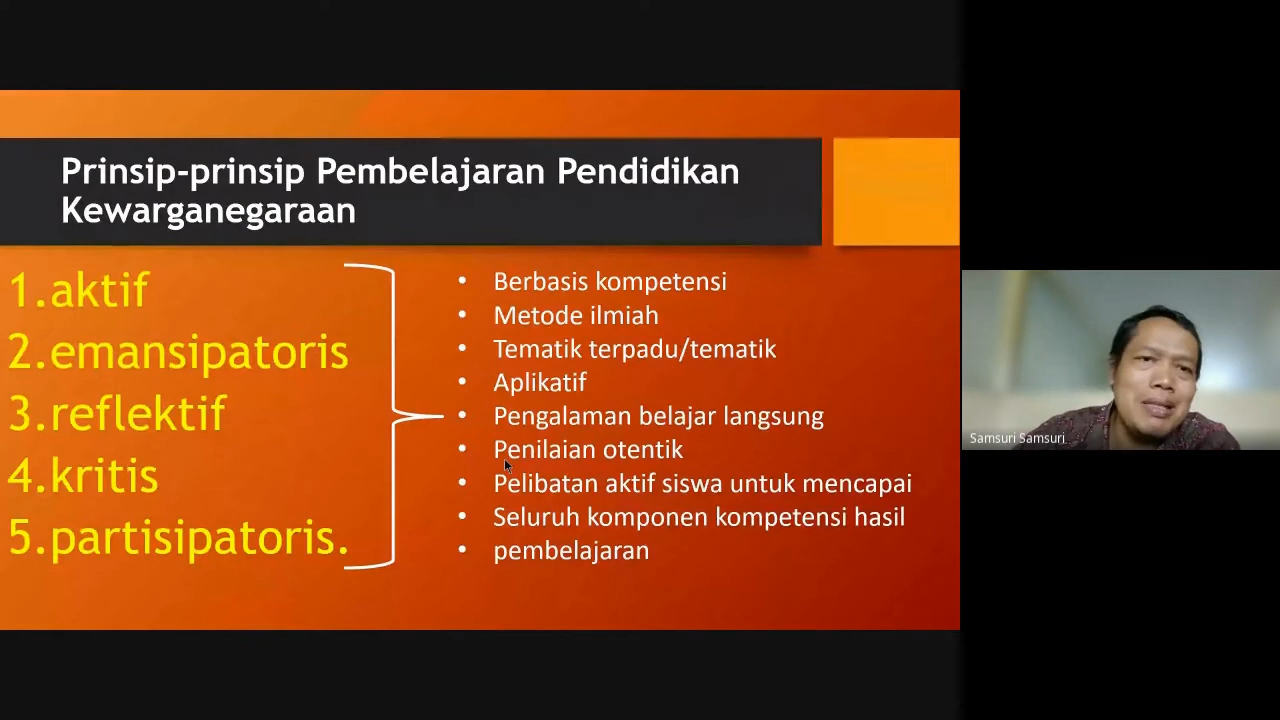 Prinsip-prinsip Pembelajaran Pendidikan
Kewarganegaraan
1.aktif
2.emansipatoris
3.reflektif
4.kritis
5.partisipatoris.
• Berbasis kompetensi
• Metode ilmiah
• Tematik terpadu/tematik
• Aplikatif
• Pengalaman belajar langsung
• Penilaian otentik
• Pelibatan aktif siswa untuk mencapai
• Seluruh komponen kompetensi hasil
• pembelajaran
Samsuri Samsuri